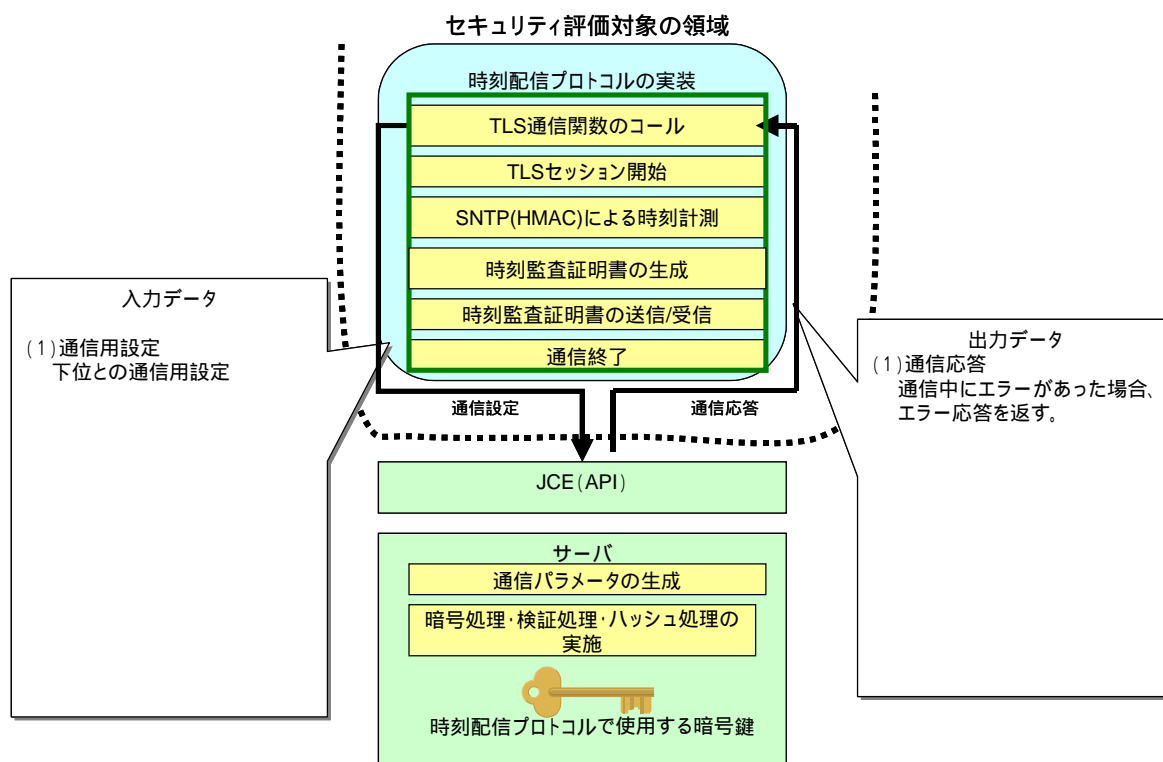 セキュリティ評価対象の領域
時刻配信プロトコルの実装
TLS通信関数のコール
TLSセッション開始
SNTP(HMAC)による時刻計測
時刻監査証明書の生成
時刻監査証明書の送信/受信
通信終了
入力データ
(1)通信用設定
下位との通信用設定
出力データ
(1)通信応答
通信中にエラーがあった場合、
エラー応答を返す。
通信設定
通信応答
JCE(API)
サーバ
通信パラメータの生成
暗号処理・検証処理・ハッシュ処理の
実施
時刻配信プロトコルで使用する暗号鍵